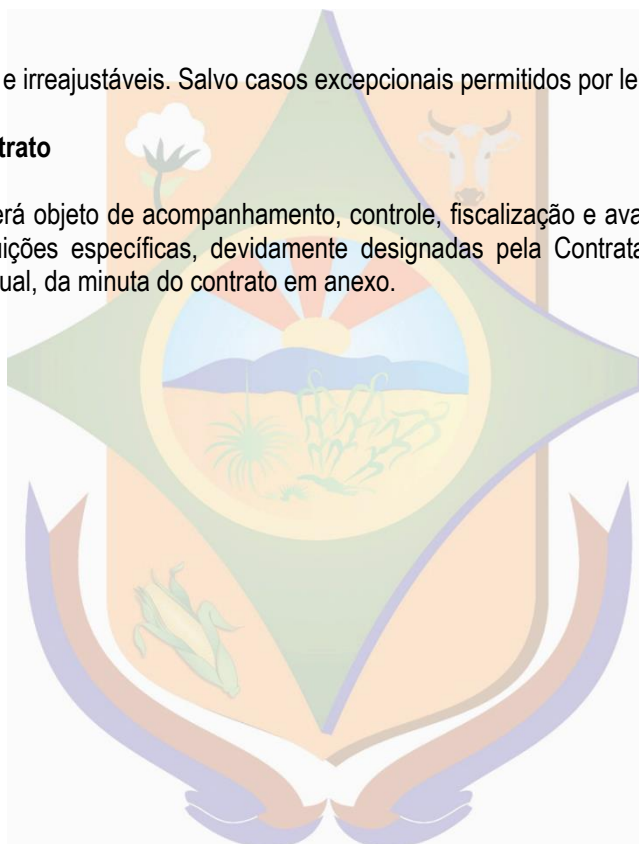 e irreajustáveis. Salvo casos excepcionais permitidos por le
trato
erá objeto de acompanhamento, controle, fiscalização e ava
uições específicas, devidamente designadas pela Contrata
ual, da minuta do contrato em anexo.